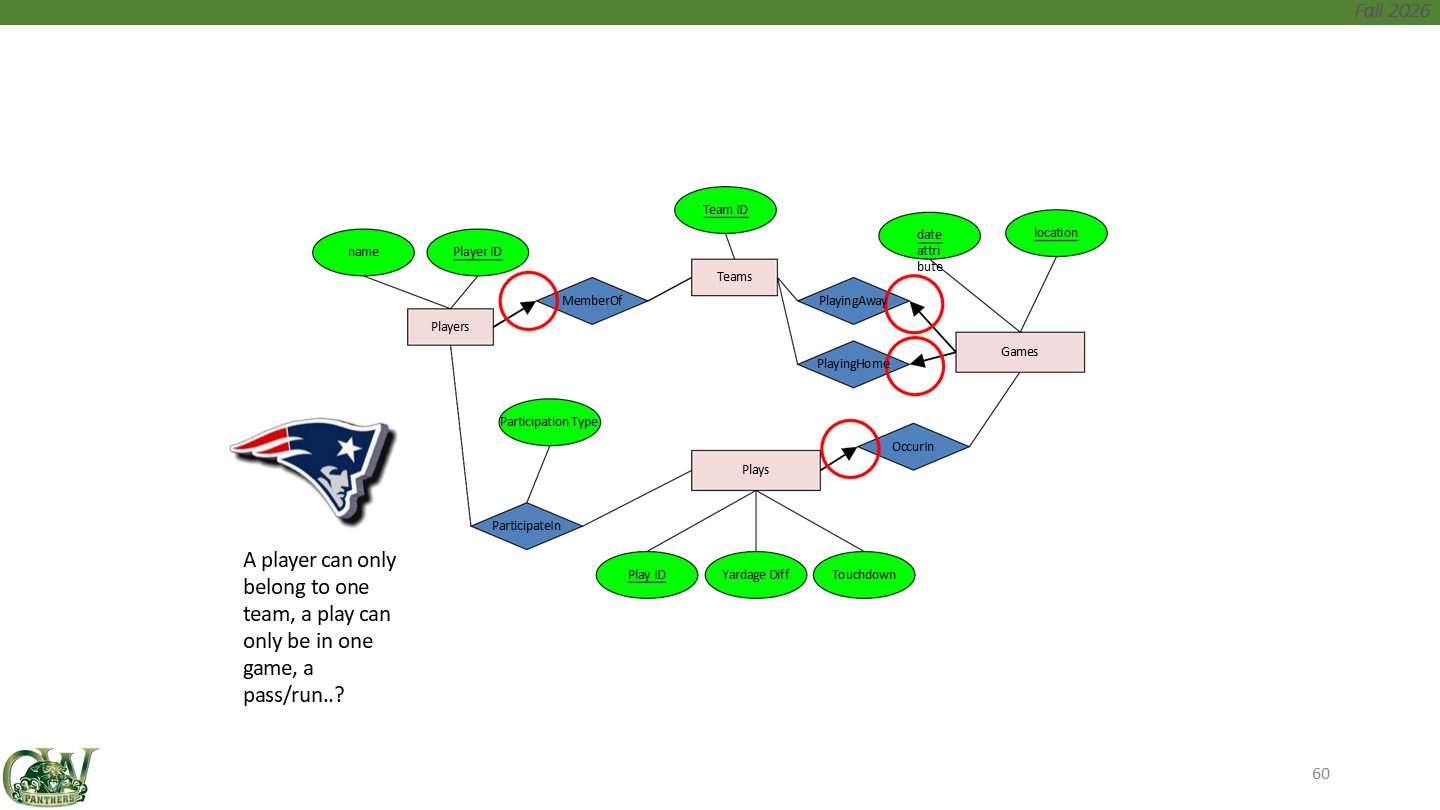 Fall 2026
Team ID
date
attri
bute
location
name
Player ID
Teams
MemberOf
PlayingAway
Players
Games
PlayingHome
Participation Type
OccurIn
Plays
ParticipateIn
A player can only
belong to one
team, a play can
only be in one
game, a
pass/run..?
Play ID
Yardage Diff
Touchdown
OW
PANTHERS
60